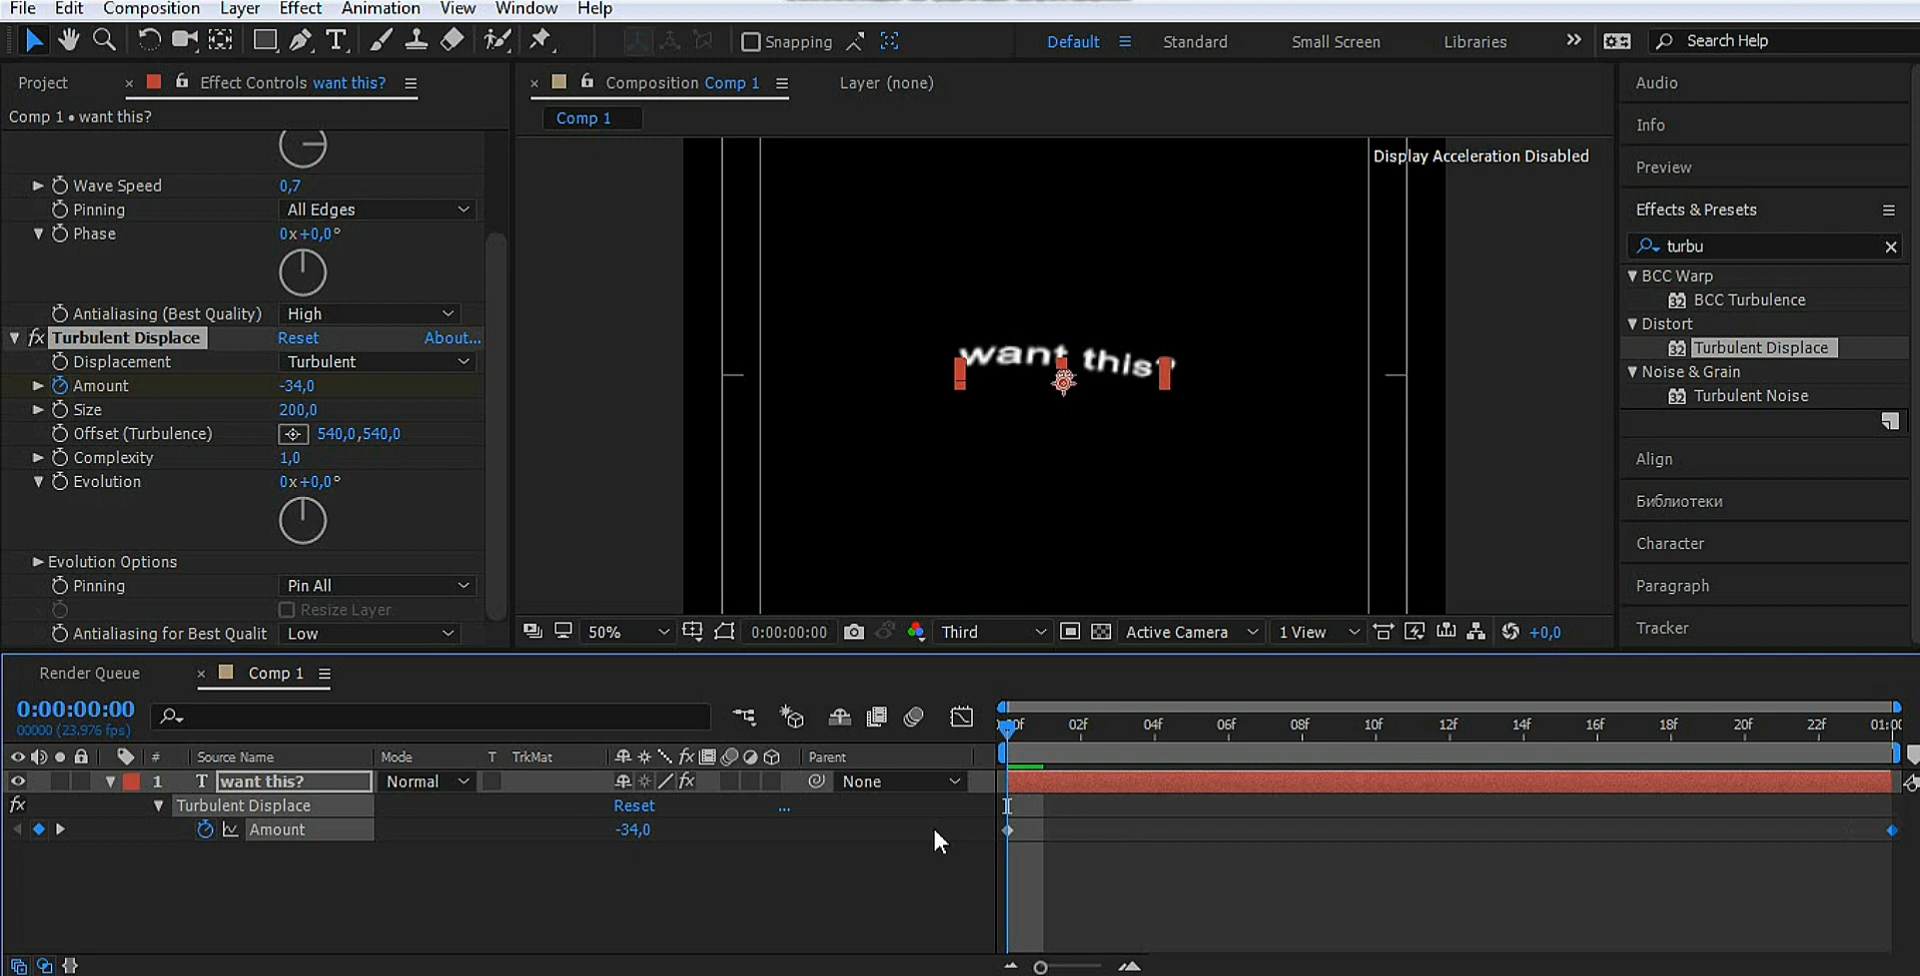 File Edit Composition Layer Effect Animation View Window Help
Snapping Default Standard Small Screen Libraries Search Help
Project Effect Controls want this?
Comp 1 • want this?
Wave Speed 0,7
Pinning All Edges
Phase 0x+0,0°
Antialiasing (Best Quality) High
fx Turbulent Displace Reset About...
Displacement Turbulent
Amount -34,0
Size 200,0
Offset (Turbulence) 540,0,540,0
Complexity 1,0
Evolution 0x+0,0°
Evolution Options
Pinning Pin All
Resize Layer
Antialiasing for Best Qualit Low
Composition Comp 1 Layer (none)
Comp 1
Display Acceleration Disabled
want this?
50% 0:00:00:00 Third Active Camera 1 View +0,0
Audio
Info
Preview
Effects & Presets
turbu
BCC Warp
32 BCC Turbulence
Distort
32 Turbulent Displace
Noise & Grain
32 Turbulent Noise
Align
Библиотеки
Character
Paragraph
Tracker
Render Queue Comp 1
0:00:00:00
00000 (23.976 fps)
02f 04f 06f 08f 10f 12f 14f 16f 18f 20f 22f
# Source Name Mode T TrkMat fx Parent
1 T want this? Normal fx None
fx Turbulent Displace Reset ...
Amount -34,0